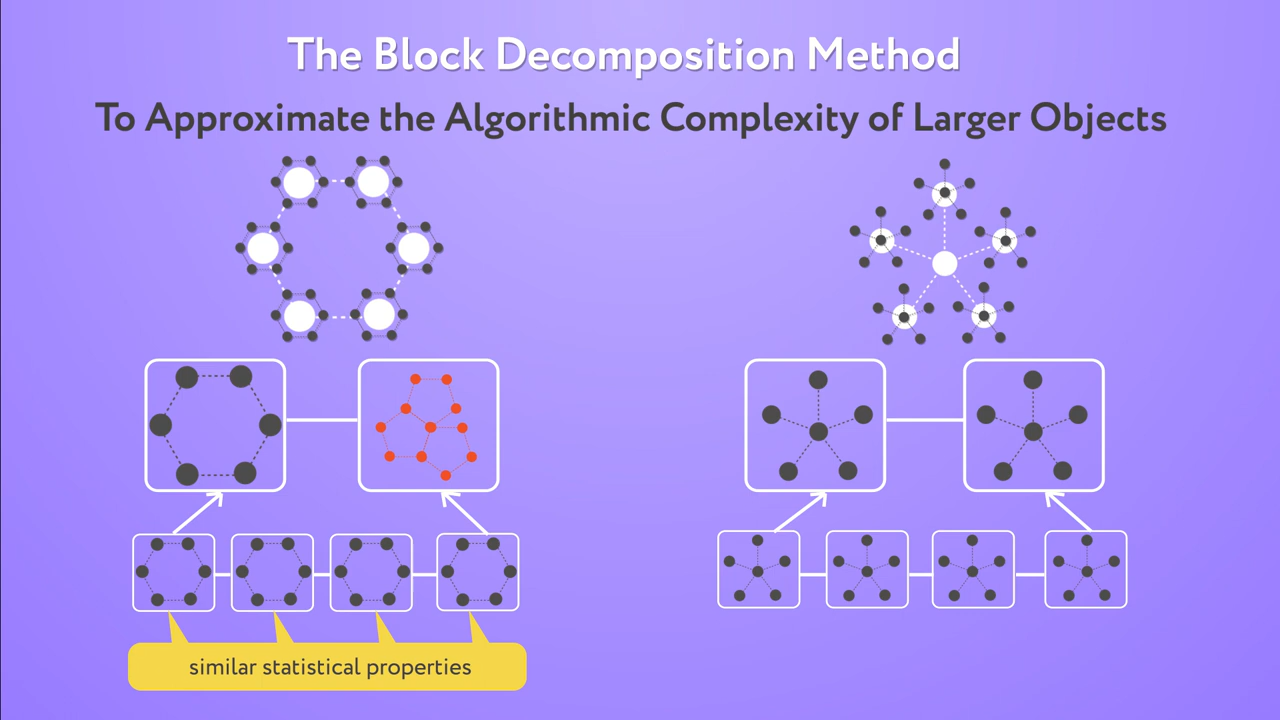 The Block Decomposition Method
To Approximate the Algorithmic Complexity of Larger Objects
similar statistical properties